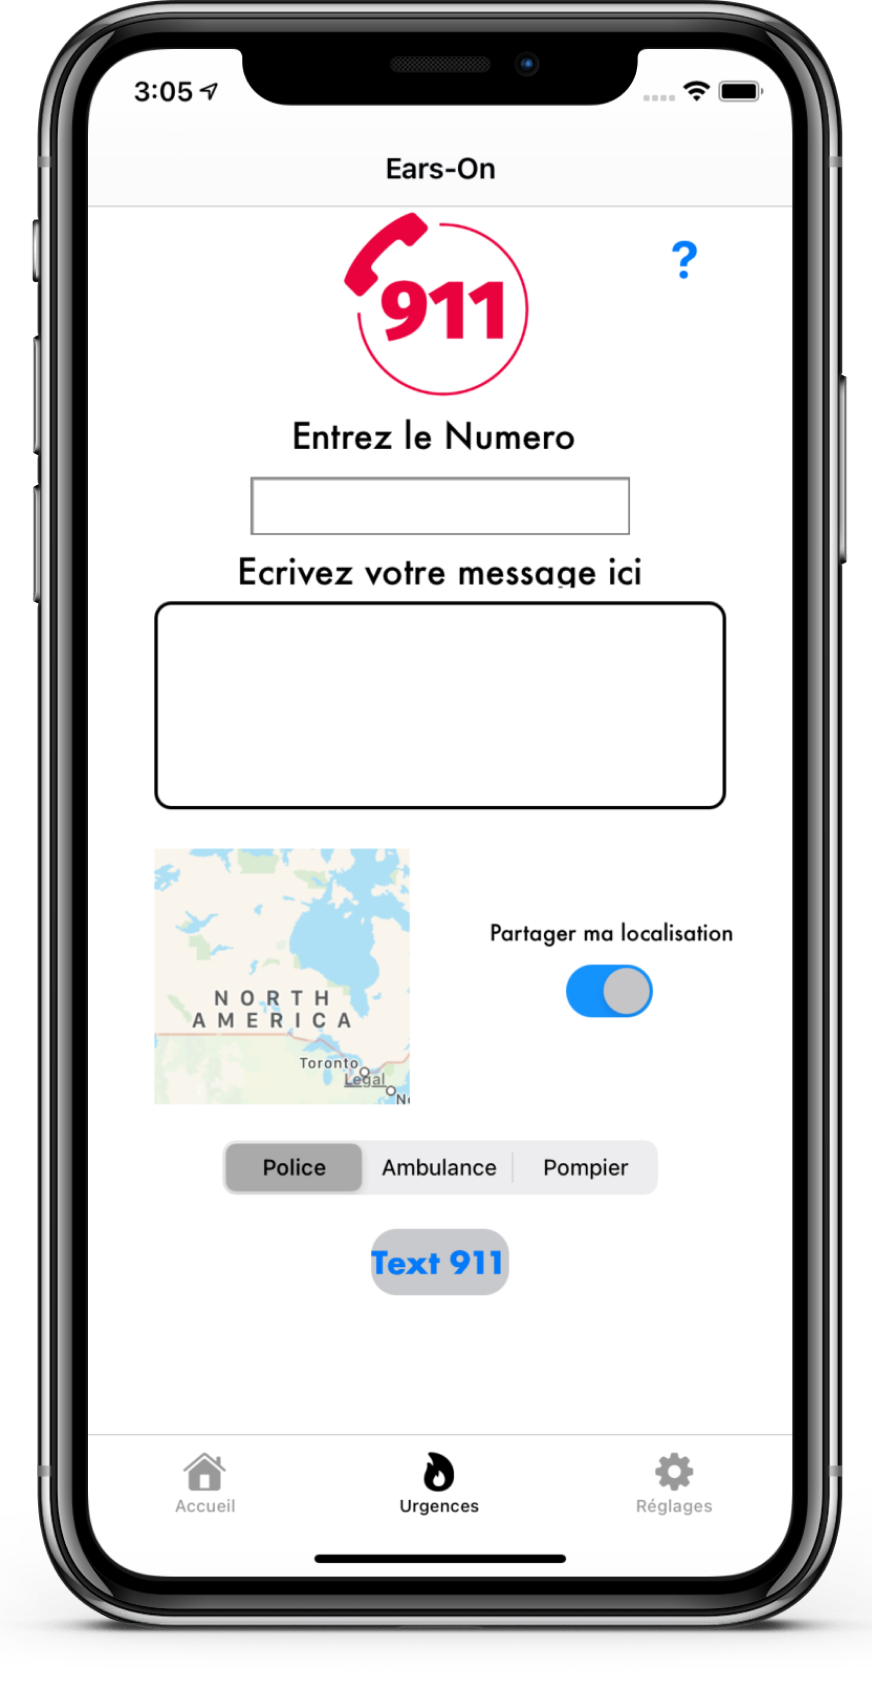 3:05
Ears-On
911
?
Entrez le Numero
Ecrivez votre message ici
Partager ma localisation
NORTH
AMERICA
Toronto
Legal
Police Ambulance Pompier
Text 911
Accueil Urgences Réglages